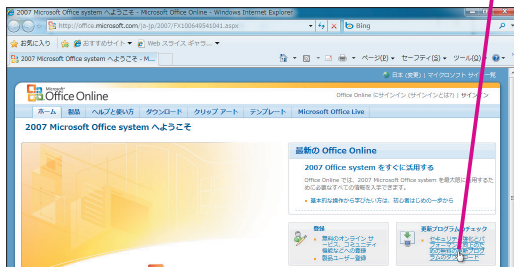 2007 Microsoft Office system へようこそ - Microsoft Office Online - Windows Internet Explorer
http://office.microsoft.com/ja-jp/2007/FX100649541041.aspx
Bing
お気に入り おすすめサイト Web スライス ギャラ...
2007 Microsoft Office system へようこそ - M...
ページ(P) セーフティ(S) ツール(O)
日本 (変更) | マイクロソフト サイト一覧
Microsoft
Office Online
Office Online にサインイン (サインインとは?) | サインイン
ホーム 製品 ヘルプと使い方 ダウンロード クリップ アート テンプレート Microsoft Office Live
2007 Microsoft Office system へようこそ
最新の Office Online
2007 Office system をすぐに活用する
Office Online では、2007 Microsoft Office system を最大限に活用するた
めに必要なすべての情報を入手できます。
基本的な操作から学びたい方は、初心者はじめの一歩から
登録
無料のオンライン サ
ービス、コミュニティ
機能などへの登録
製品ユーザー登録
更新プログラムのチェック
セキュリティ強化とパ